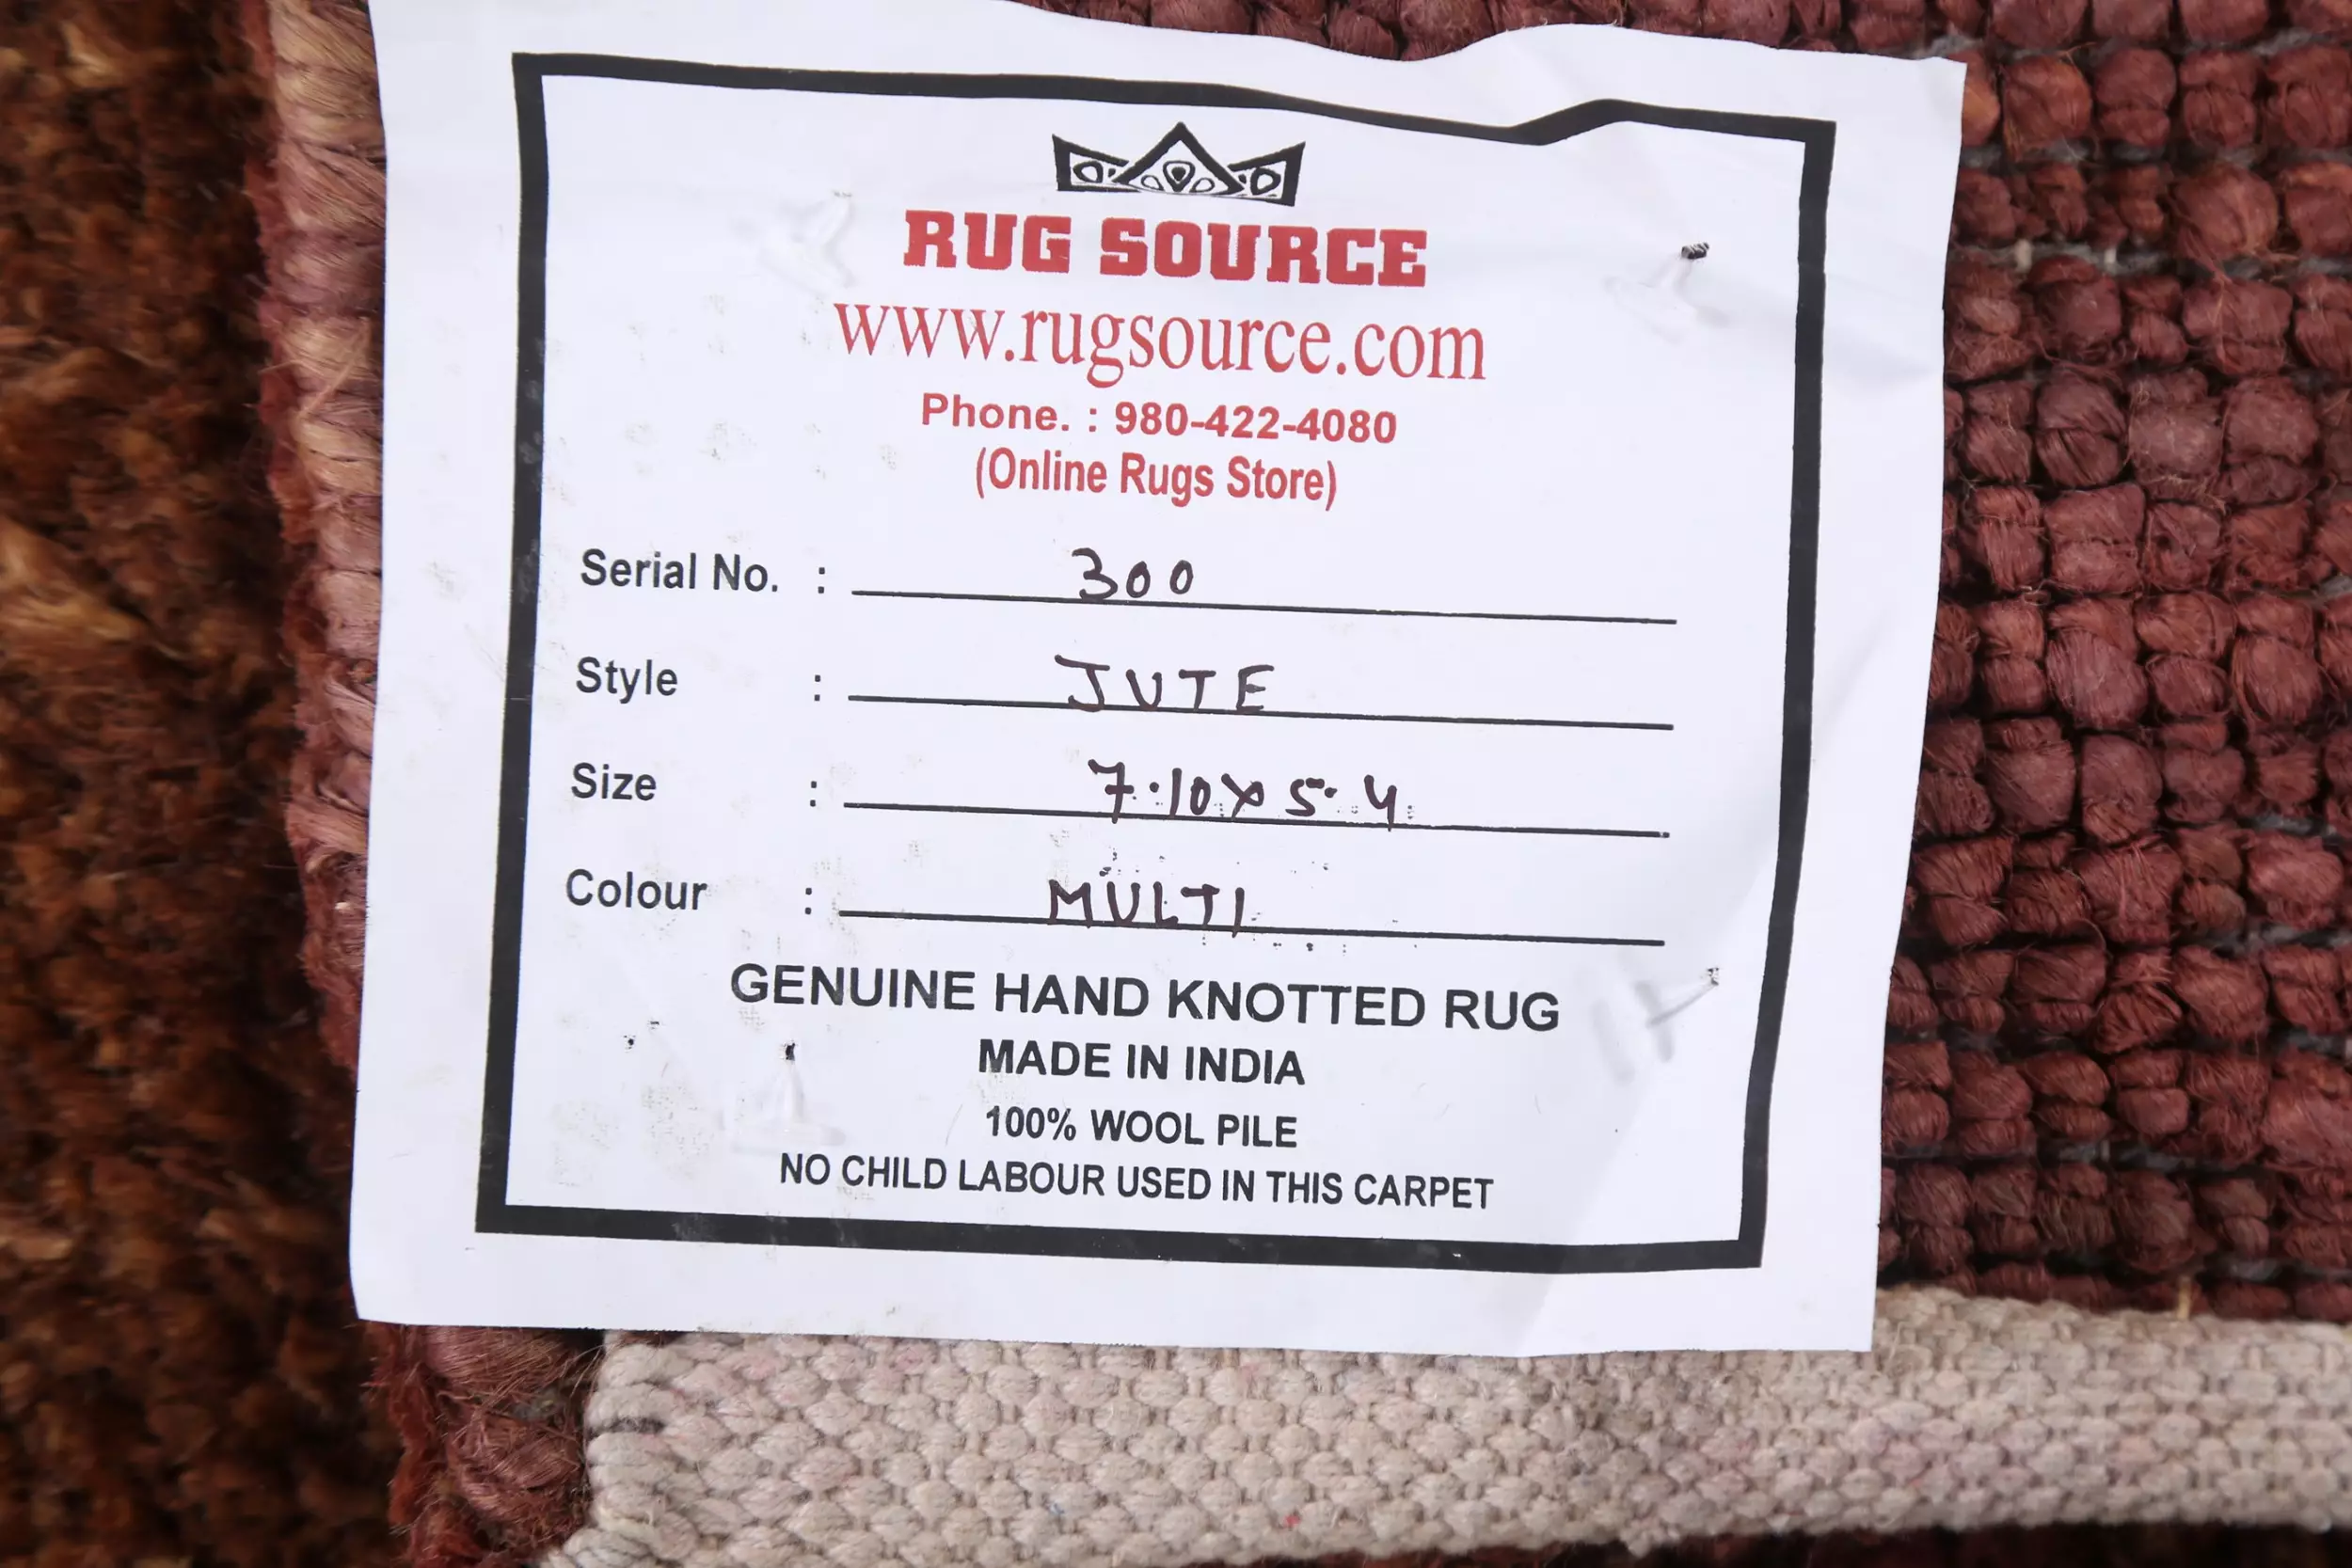 RUG SOURCE
www.rugsource.com
Phone. : 980-422-4080
(Online Rugs Store)
Serial No. : 300
Style : JUTE
Size : 7.10x5.4
Colour : MULTI
GENUINE HAND KNOTTED RUG
MADE IN INDIA
100% WOOL PILE
NO CHILD LABOUR USED IN THIS CARPET